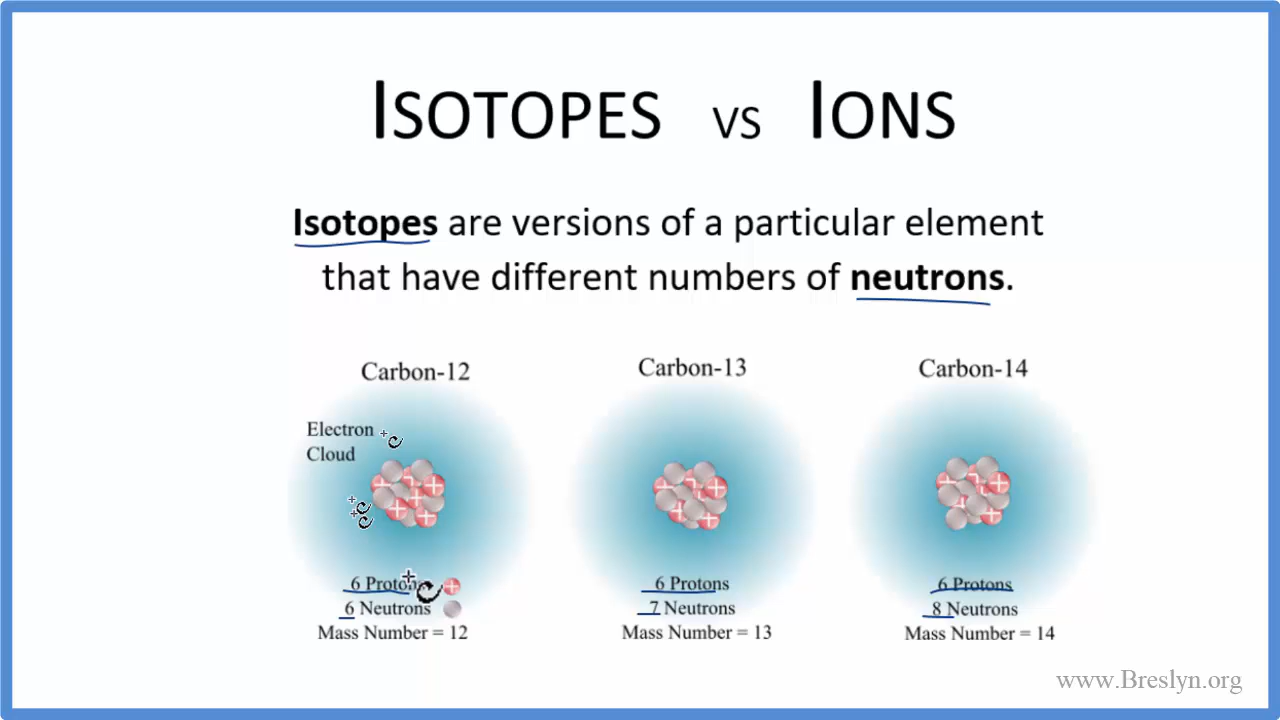 Isotopes vs Ions
Isotopes are versions of a particular element
that have different numbers of neutrons.
Carbon-12
Carbon-13
Carbon-14
Electron
Cloud
6 Protons
6 Neutrons
Mass Number = 12
6 Protons
7 Neutrons
Mass Number = 13
6 Protons
8 Neutrons
Mass Number = 14
www.Breslyn.org